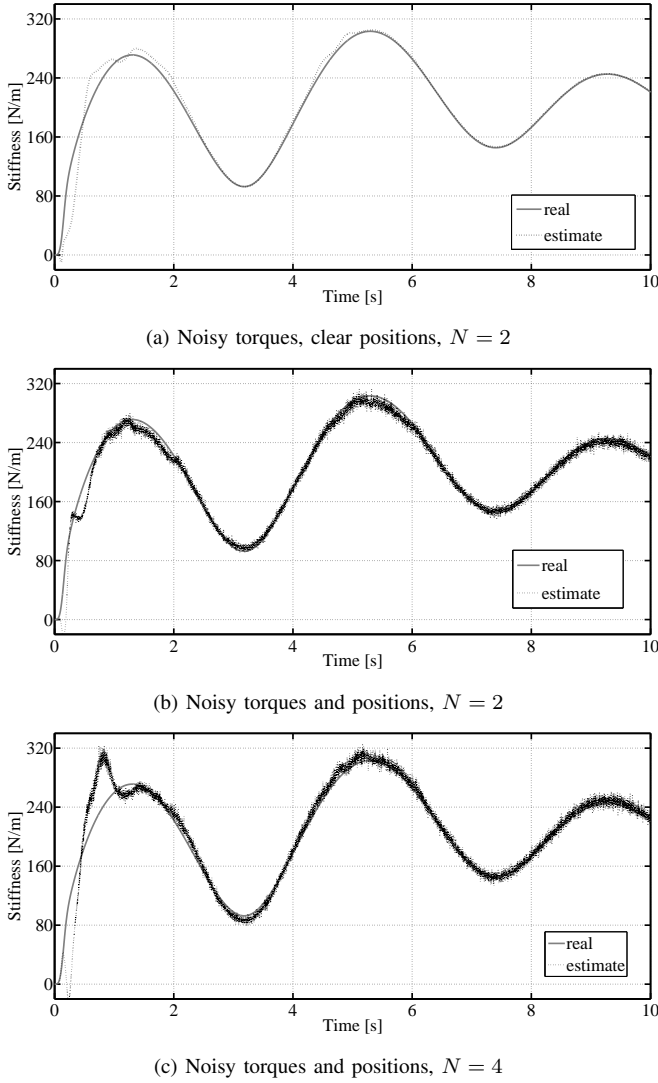 320
240
160
80
0
Stiffness [N/m]
real
estimate
0 2 4 6 8 10
Time [s]
(a) Noisy torques, clear positions, N = 2
320
240
160
80
0
Stiffness [N/m]
real
estimate
0 2 4 6 8 10
Time [s]
(b) Noisy torques and positions, N = 2
320
240
160
80
0
Stiffness [N/m]
real
estimate
0 2 4 6 8 10
Time [s]
(c) Noisy torques and positions, N = 4